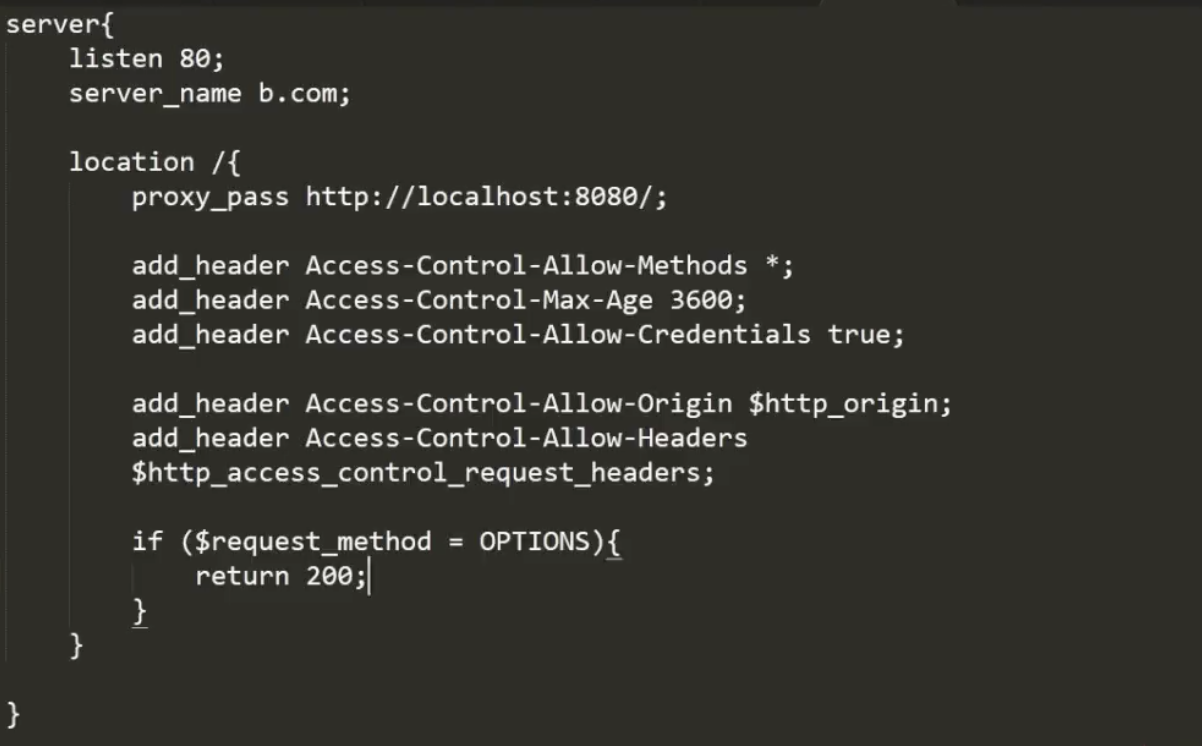 server{
    listen 80;
    server_name b.com;
    location /{
        proxy_pass http://localhost:8080/;
        add_header Access-Control-Allow-Methods *;
        add_header Access-Control-Max-Age 3600;
        add_header Access-Control-Allow-Credentials true;
        add_header Access-Control-Allow-Origin $http_origin;
        add_header Access-Control-Allow-Headers
        $http_access_control_request_headers;
        if ($request_method = OPTIONS){
            return 200;
        }
    }
}